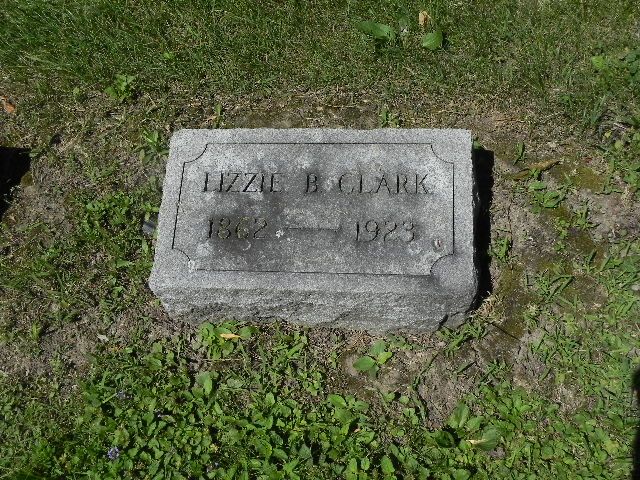 LIZZIE B. CLARK
1862 — 1923